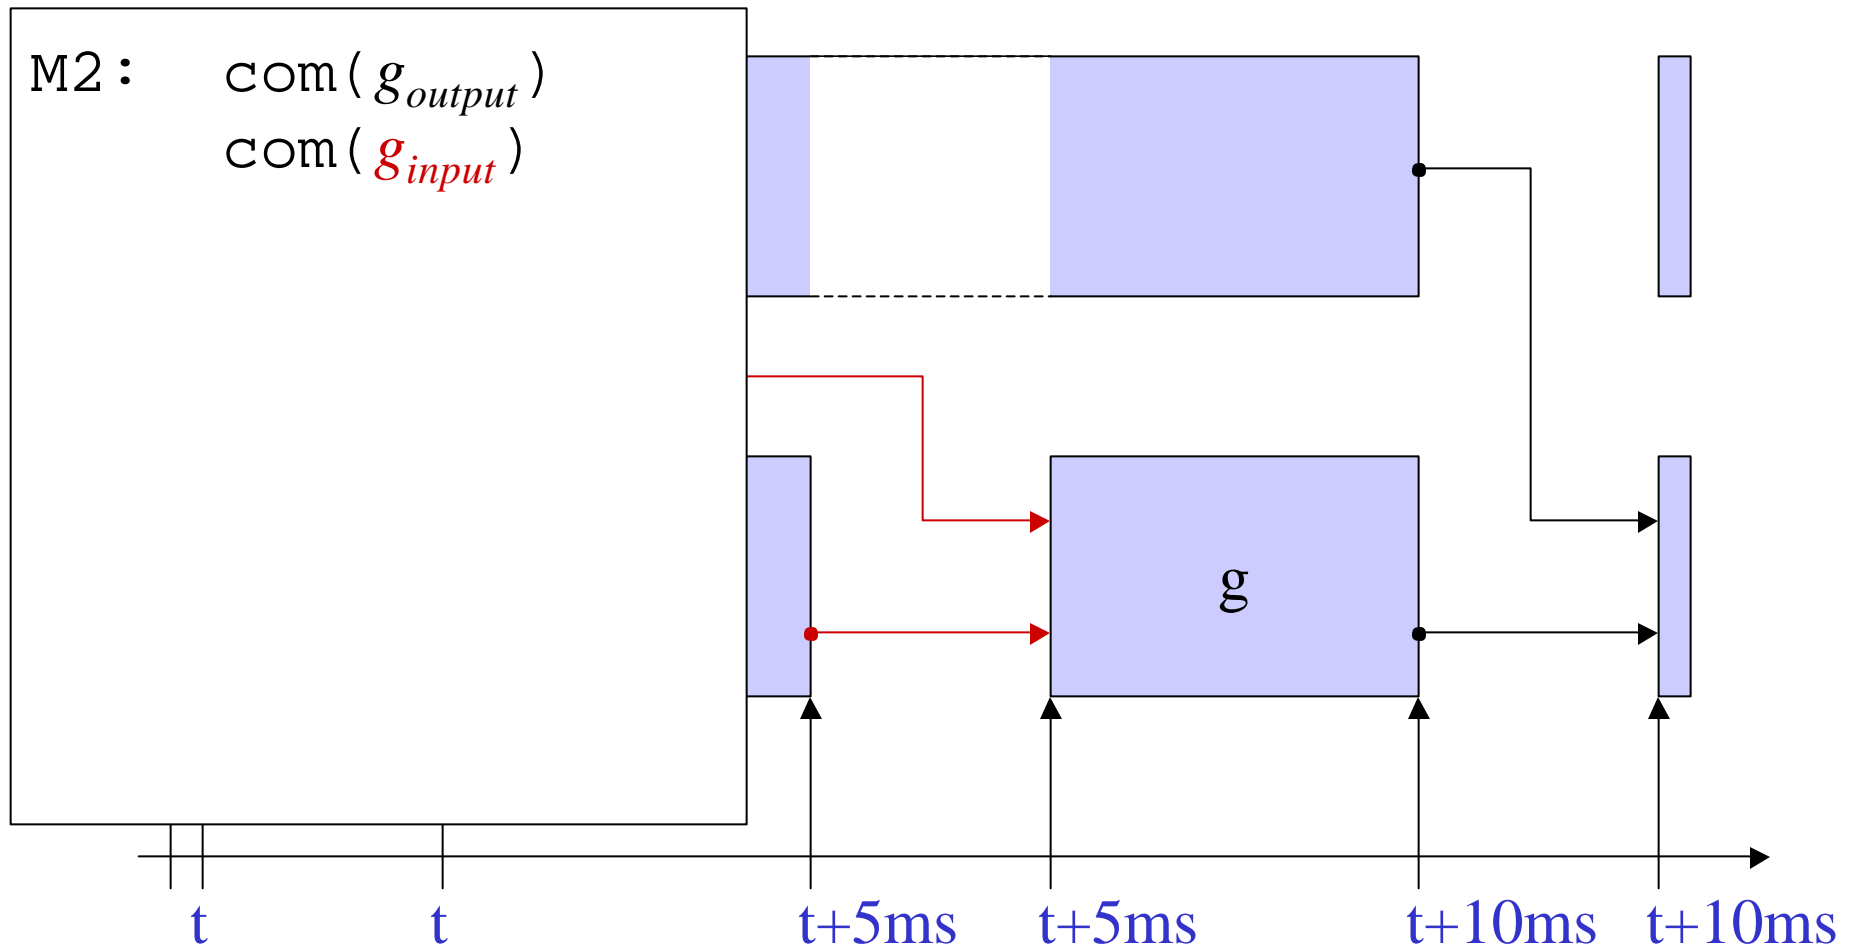 M2: com(g_output)
com(g_input)
g
t t t+5ms t+5ms t+10ms t+10ms